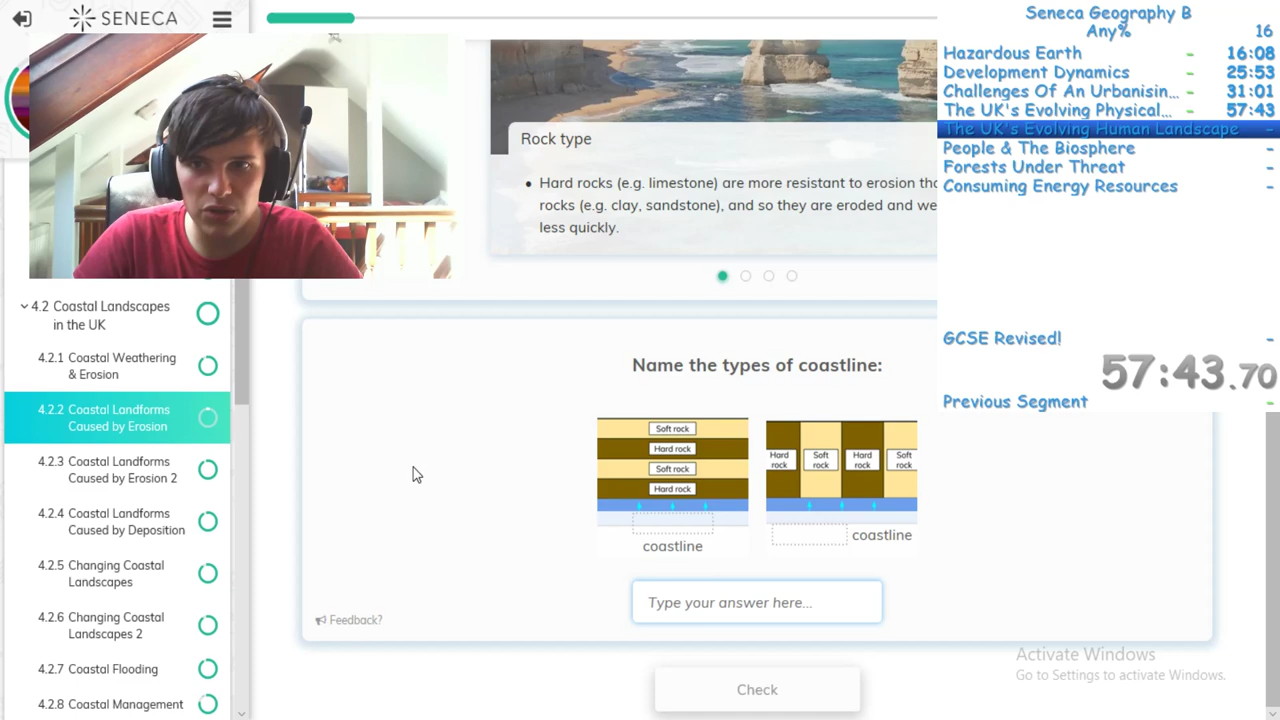 SENECA
Seneca Geography B
Any%
16
Hazardous Earth - 16:08
Development Dynamics - 25:53
Challenges Of An Urbanisin... - 31:01
The UK's Evolving Physical... - 57:43
The UK's Evolving Human Landscape -
People & The Biosphere -
Forests Under Threat -
Consuming Energy Resources -
GCSE Revised! -
57:43.70
Previous Segment -
Rock type
• Hard rocks (e.g. limestone) are more resistant to erosion th
rocks (e.g. clay, sandstone), and so they are eroded and we
less quickly.
4.2 Coastal Landscapes
in the UK
4.2.1 Coastal Weathering
& Erosion
4.2.2 Coastal Landforms
Caused by Erosion
4.2.3 Coastal Landforms
Caused by Erosion 2
4.2.4 Coastal Landforms
Caused by Deposition
4.2.5 Changing Coastal
Landscapes
4.2.6 Changing Coastal
Landscapes 2
4.2.7 Coastal Flooding
4.2.8 Coastal Management
Name the types of coastline:
Soft rock
Hard rock
Soft rock
Hard rock
coastline
Hard
rock
Soft
rock
Hard
rock
Soft
rock
coastline
Type your answer here...
Feedback?
Check
Activate Windows
Go to Settings to activate Windows.